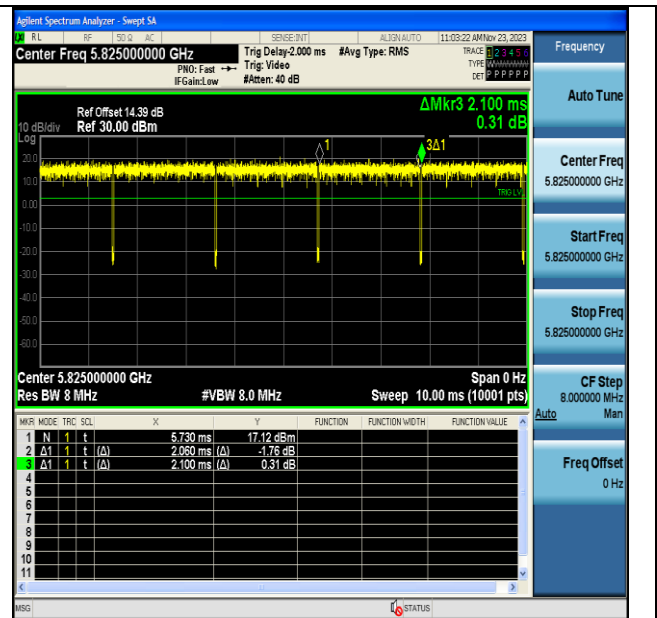 Agilent Spectrum Analyzer - Swept SA
RL RF 50 Ω AC SENSE:INT ALIGN AUTO 11:03:22 AM Nov 23, 2023
Center Freq 5.825000000 GHz
PNO: Fast
IFGain:Low
Trig Delay-2.000 ms
Trig: Video
#Atten: 40 dB
#Avg Type: RMS
TRACE 1 2 3 4 5 6
TYPE W
DET P P P P P P
ΔMkr3 2.100 ms
0.31 dB
Ref Offset 14.39 dB
10 dB/div Ref 30.00 dBm
Log
1
3Δ1
20.0
10.0
TRIG LVL
0.00
-10.0
-20.0
-30.0
-40.0
-50.0
-60.0
Center 5.825000000 GHz Span 0 Hz
Res BW 8 MHz #VBW 8.0 MHz Sweep 10.00 ms (10001 pts)
MKR MODE TRC SCL X Y FUNCTION FUNCTION WIDTH FUNCTION VALUE
1 N 1 t 5.730 ms 17.12 dBm
2 Δ1 1 t (Δ) 2.060 ms (Δ) -1.76 dB
3 Δ1 1 t (Δ) 2.100 ms (Δ) 0.31 dB
4
5
6
7
8
9
10
11
MSG STATUS
Frequency
Auto Tune
Center Freq
5.825000000 GHz
Start Freq
5.825000000 GHz
Stop Freq
5.825000000 GHz
CF Step
8.000000 MHz
Auto Man
Freq Offset
0 Hz